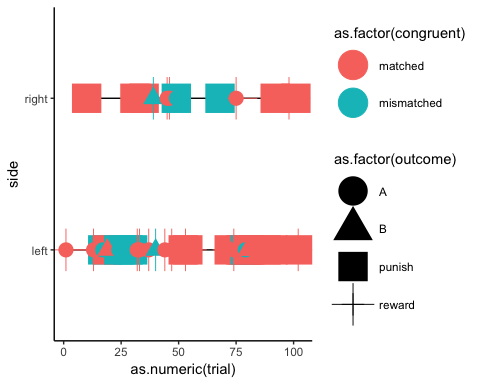 side
right
left
0 25 50 75 100
as.numeric(trial)
as.factor(congruent)
matched
mismatched
as.factor(outcome)
A
B
punish
reward